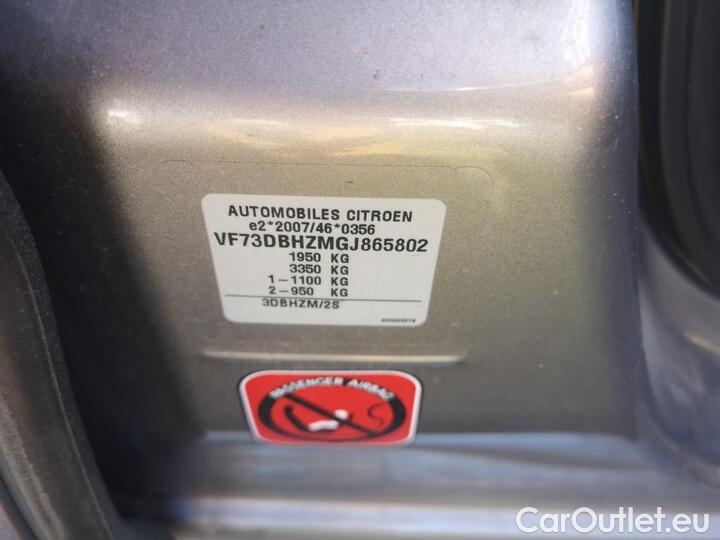 AUTOMOBILES CITROEN
e2*2007/46*0356
VF73DBHZMGJ865802
1950 KG
3350 KG
1-1100 KG
2-950 KG
3DBHZM/2S
PASSENGER AIRBAG
CarOutlet.eu